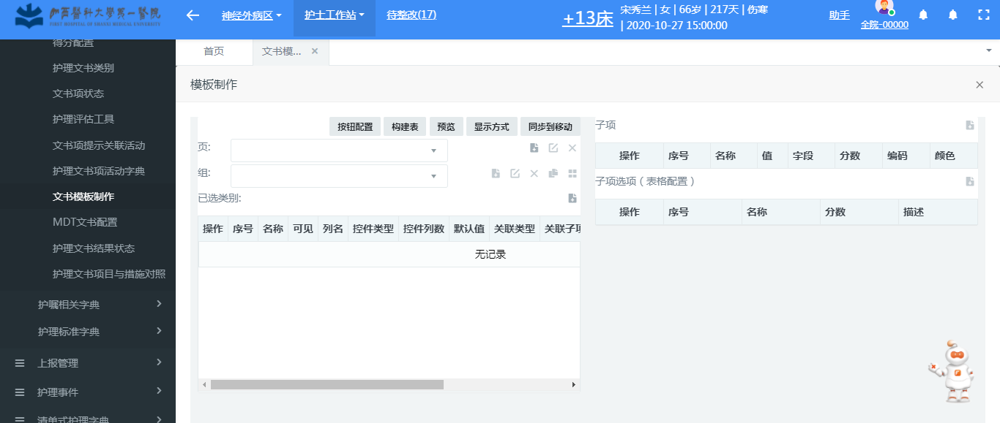 山西醫科大學第一醫院
FIRST HOSPITAL OF SHANXI MEDICAL UNIVERSITY
神经外病区
护士工作站
待整改(17)
+13床
宋秀兰 | 女 | 66岁 | 217天 | 伤寒
| 2020-10-27 15:00:00
助手
全院-00000
得分配置
护理文书类别
文书项状态
护理评估工具
文书项提示关联活动
护理文书项活动字典
文书模板制作
MDT文书配置
护理文书结果状态
护理文书项目与措施对照
护嘱相关字典
护理标准字典
上报管理
护理事件
清单式护理字典
首页
文书模...
模板制作
按钮配置 构建表 预览 显示方式 同步到移动
页:
组:
已选类别:
操作 序号 名称 可见 列名 控件类型 控件列数 默认值 关联类型 关联子项
无记录
子项
操作 序号 名称 值 字段 分数 编码 颜色
子项选项（表格配置）
操作 序号 名称 分数 描述